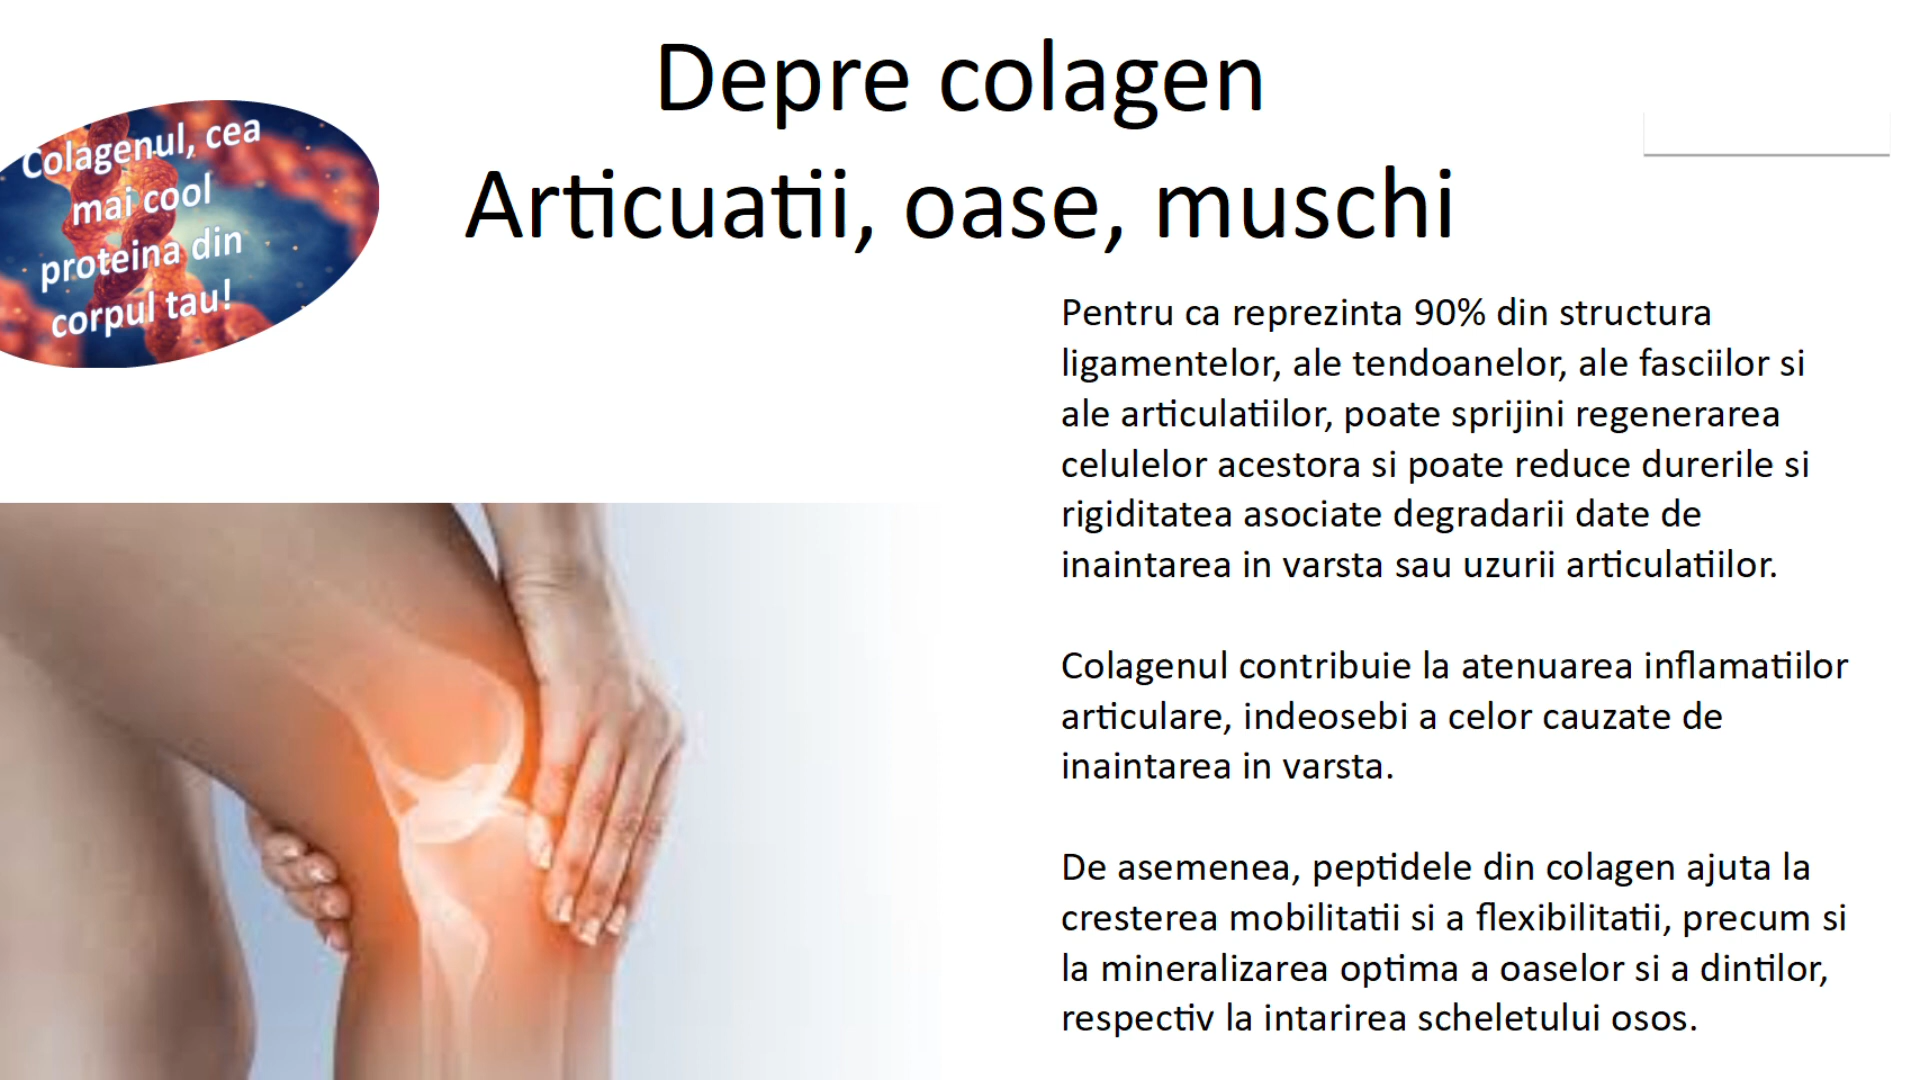 Depre colagen
Articuatii, oase, muschi
Colagenul, cea
mai cool
proteina din
corpul tau!
Pentru ca reprezinta 90% din structura
ligamentelor, ale tendoanelor, ale fasciilor si
ale articulatiilor, poate sprijini regenerarea
celulelor acestora si poate reduce durerile si
rigiditatea asociate degradarii date de
inaintarea in varsta sau uzurii articulatiilor.
Colagenul contribuie la atenuarea inflamatiilor
articulare, indeosebi a celor cauzate de
inaintarea in varsta.
De asemenea, peptidele din colagen ajuta la
cresterea mobilitatii si a flexibilitatii, precum si
la mineralizarea optima a oaselor si a dintilor,
respectiv la intarirea scheletului osos.